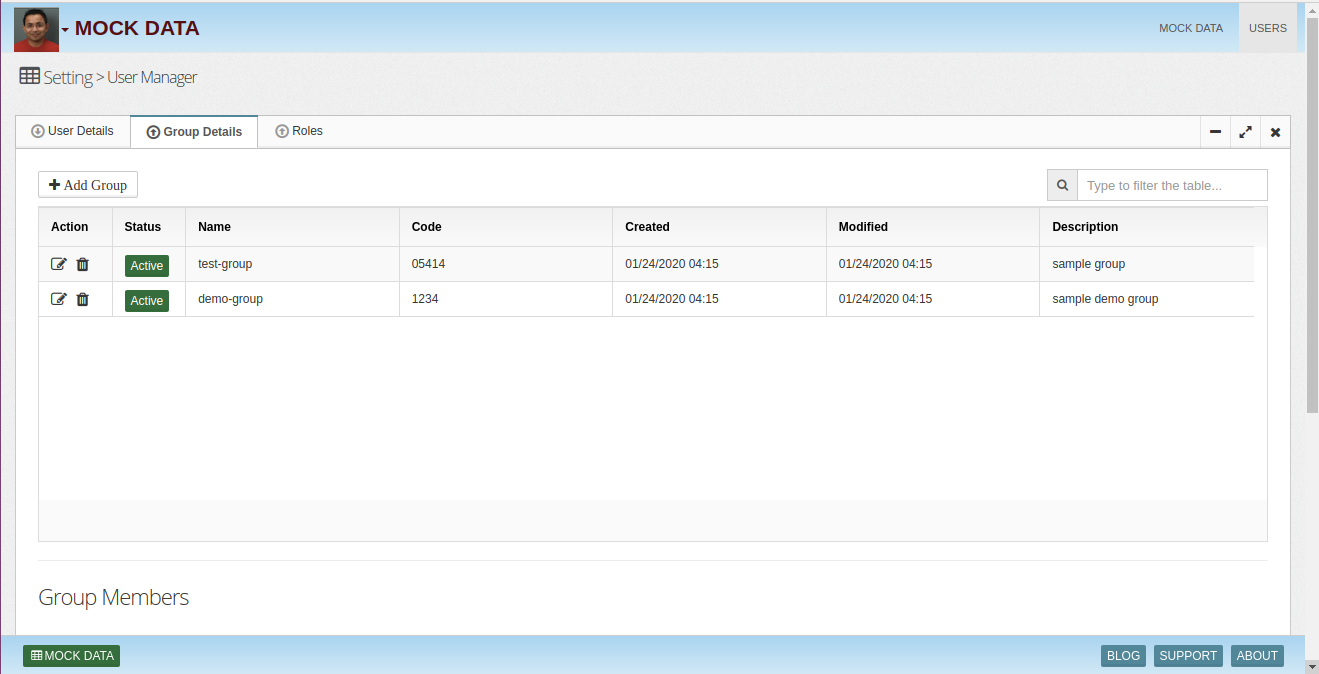 MOCK DATA MOCK DATA USERS
Setting > User Manager
User Details Group Details Roles
Add Group Type to filter the table...
Action Status Name Code Created Modified Description
Active test-group 05414 01/24/2020 04:15 01/24/2020 04:15 sample group
Active demo-group 1234 01/24/2020 04:15 01/24/2020 04:15 sample demo group
Group Members
MOCK DATA BLOG SUPPORT ABOUT